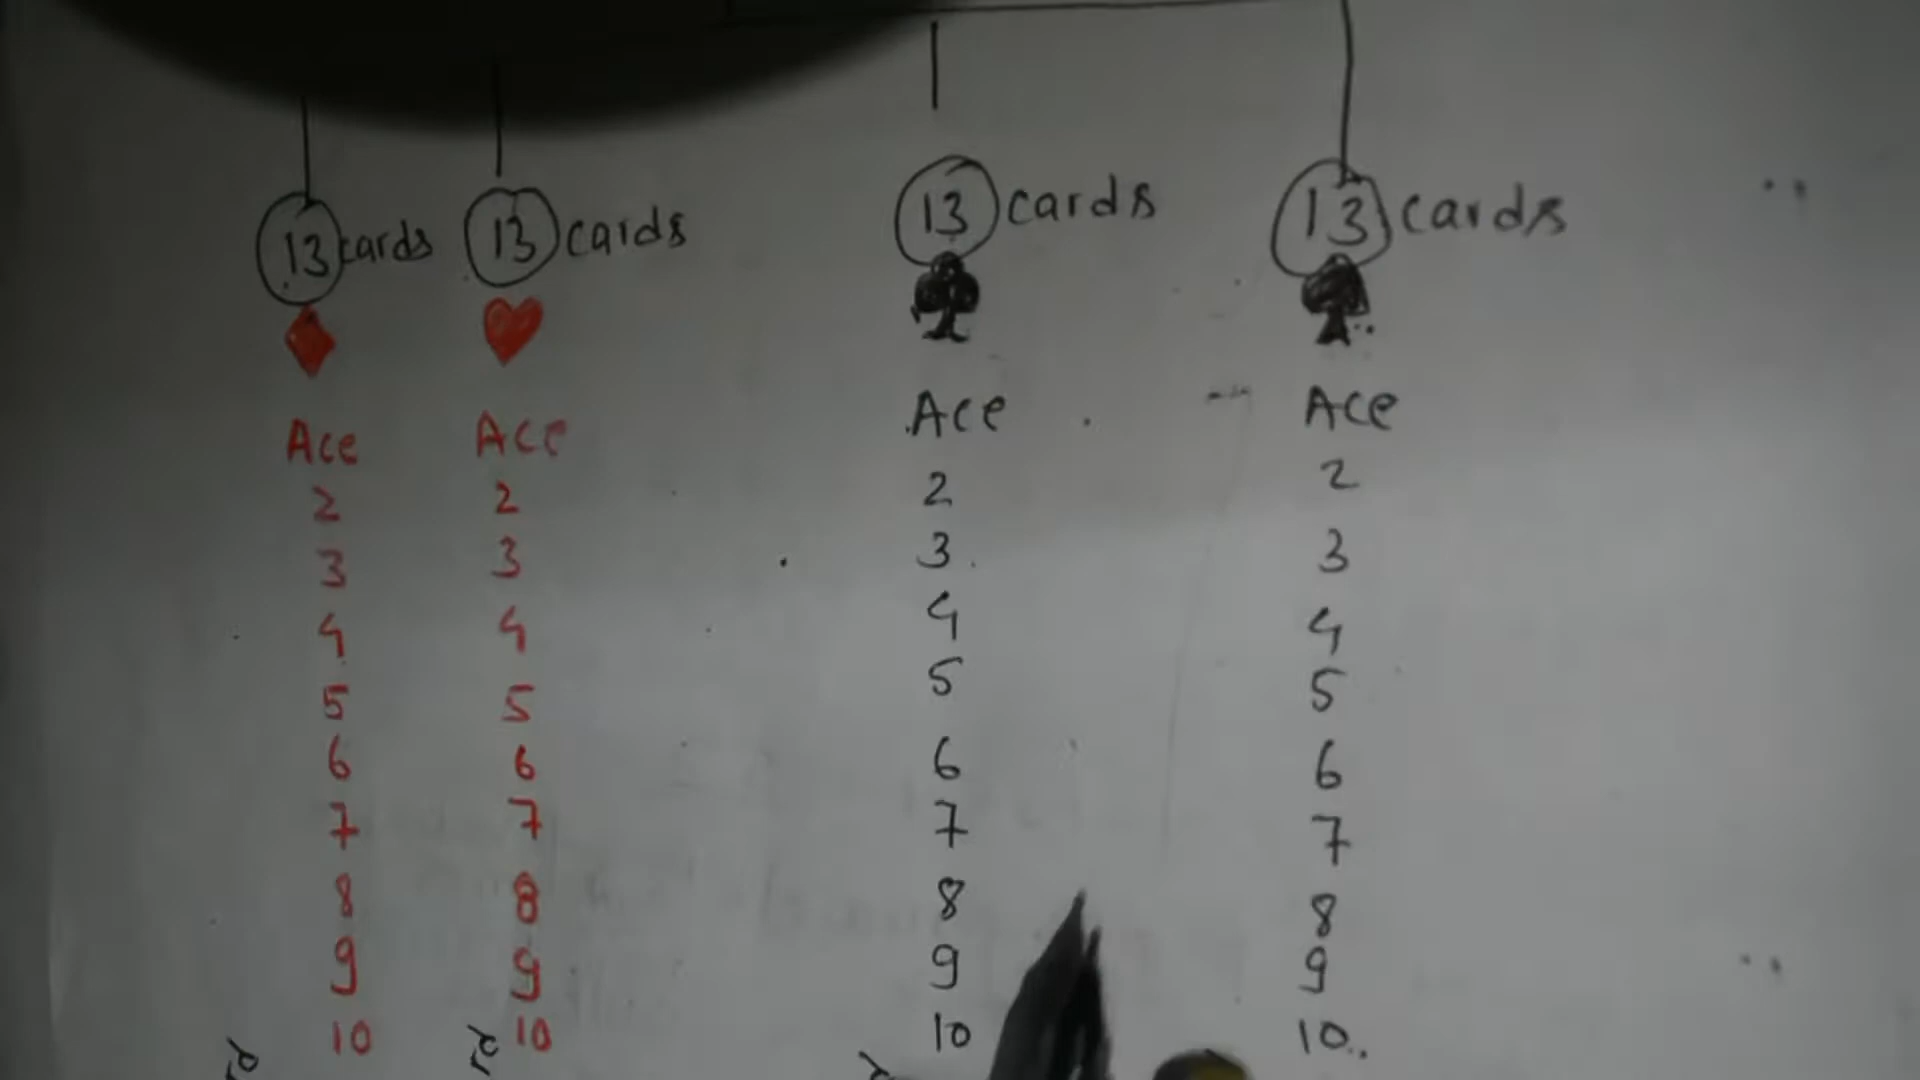 13 cards 13 cards 13 cards 13 cards
Ace Ace Ace Ace
2 2 2 2
3 3 3 3
4 4 4 4
5 5 5 5
6 6 6 6
7 7 7 7
8 8 8 8
9 9 9 9
10 10 10 10